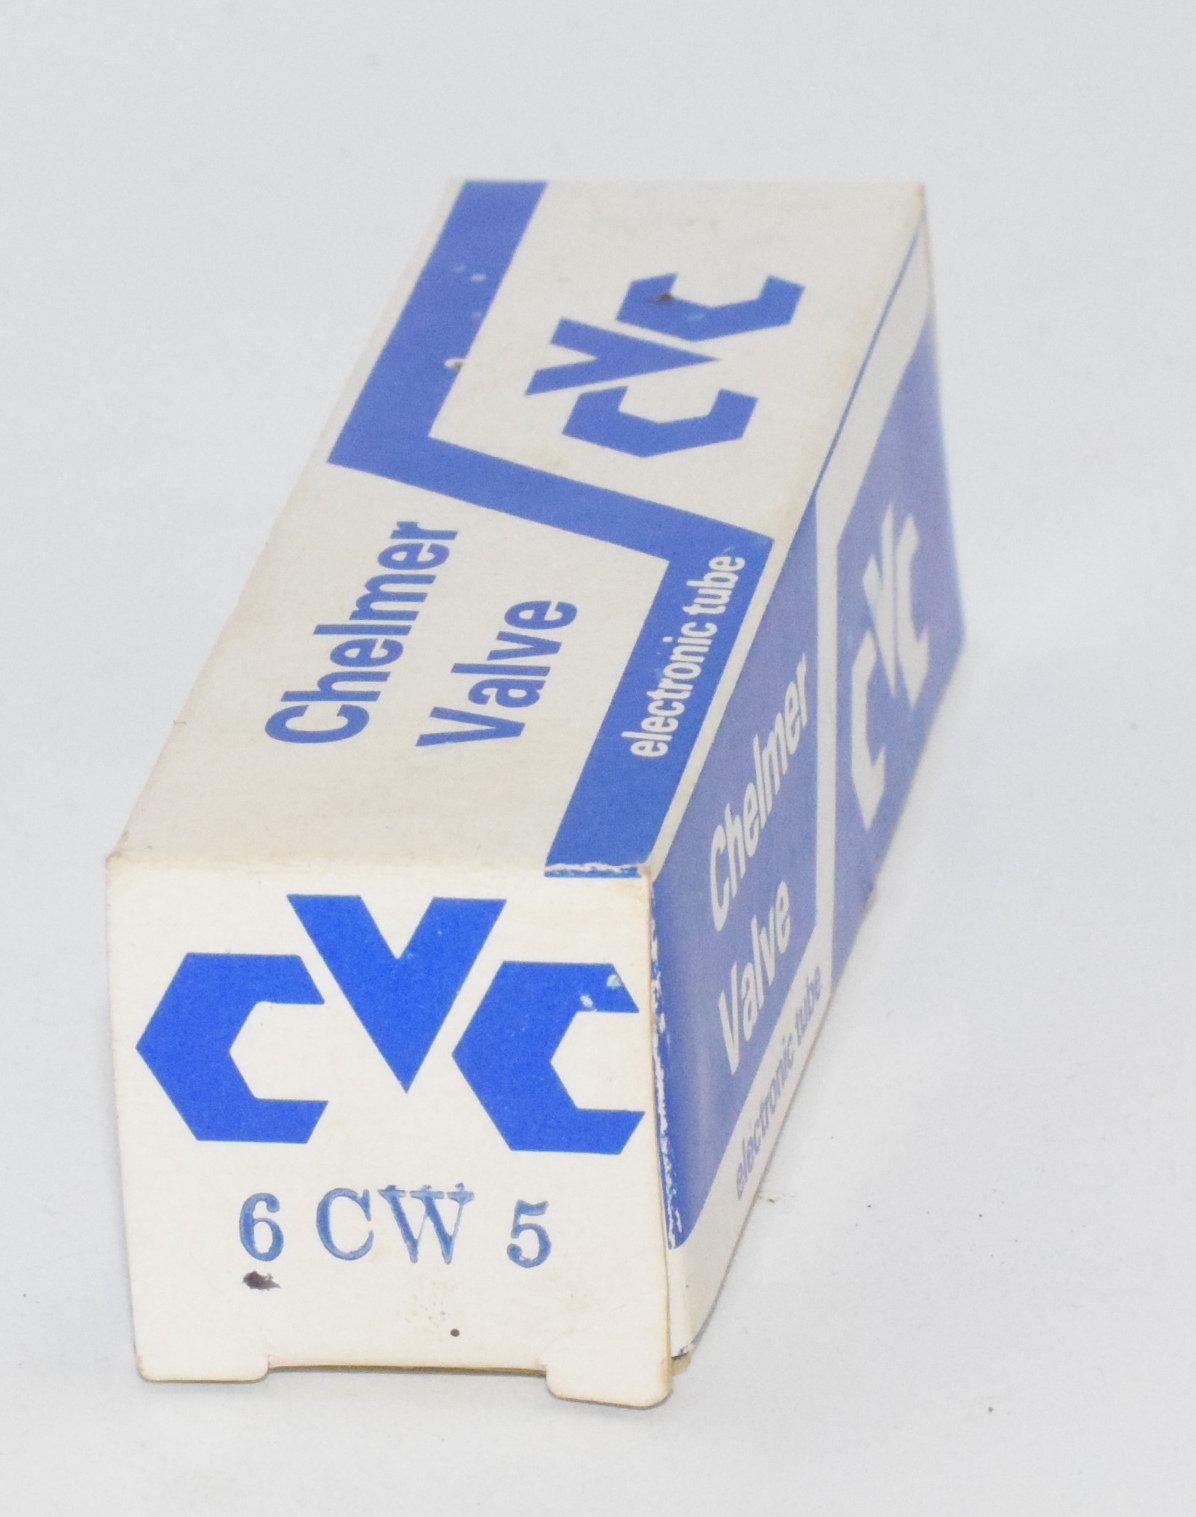 CVC
Chelmer
Valve
electronic tube
CVC
6 CW 5
Chelmer
Valve
electronic tube
CVC